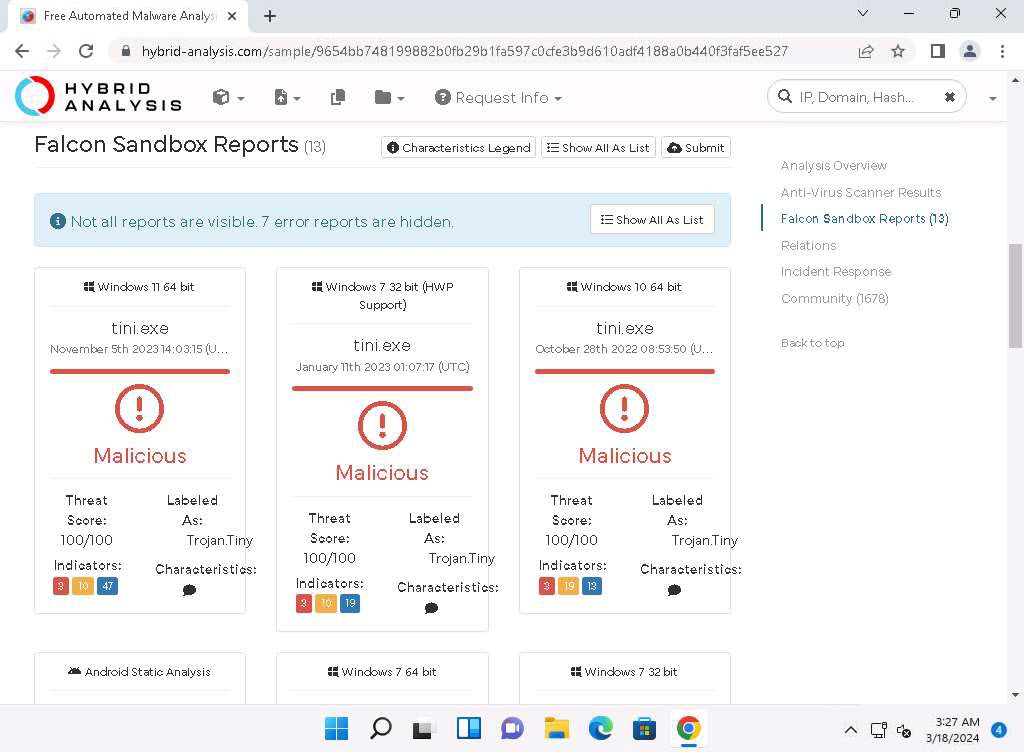 Free Automated Malware Analys
hybrid-analysis.com/sample/9654bb748199882b0fb29b1fa597c0cfe3b9d610adf4188a0b440f3faf5ee527
HYBRID
ANALYSIS
Request Info
IP, Domain, Hash...
Falcon Sandbox Reports (13)
Characteristics Legend
Show All As List
Submit
Not all reports are visible. 7 error reports are hidden.
Show All As List
Analysis Overview
Anti-Virus Scanner Results
Falcon Sandbox Reports (13)
Relations
Incident Response
Community (1678)
Back to top
Windows 11 64 bit
tini.exe
November 5th 2023 14:03:15 (U...
Malicious
Threat
Score:
100/100
Labeled
As:
Trojan.Tiny
Indicators:
3 10 47
Characteristics:
Windows 7 32 bit (HWP
Support)
tini.exe
January 11th 2023 01:07:17 (UTC)
Malicious
Threat
Score:
100/100
Labeled
As:
Trojan.Tiny
Indicators:
3 10 19
Characteristics:
Windows 10 64 bit
tini.exe
October 28th 2022 08:53:50 (U...
Malicious
Threat
Score:
100/100
Labeled
As:
Trojan.Tiny
Indicators:
3 19 13
Characteristics:
Android Static Analysis
Windows 7 64 bit
Windows 7 32 bit
3:27 AM
3/18/2024
4